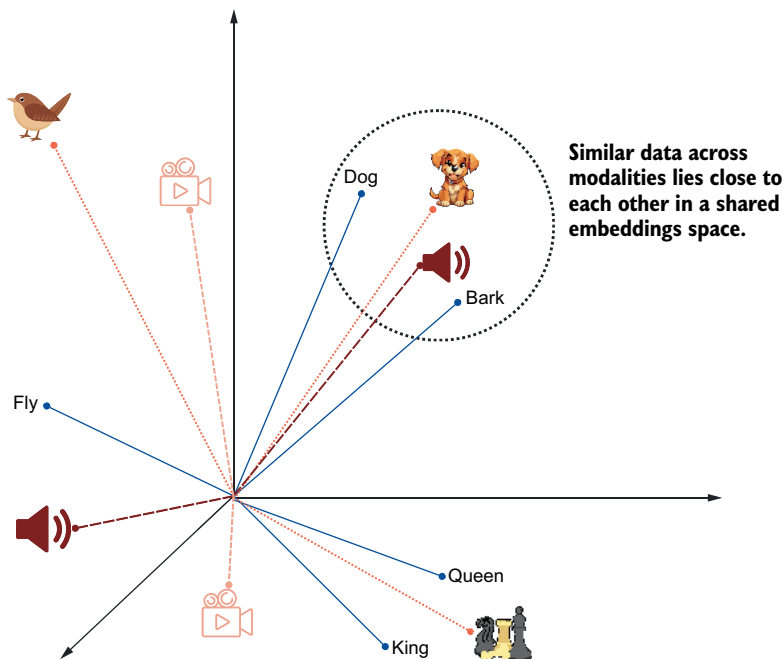 Similar data across
modalities lies close to
each other in a shared
embeddings space.
Dog
Bark
Fly
Queen
King